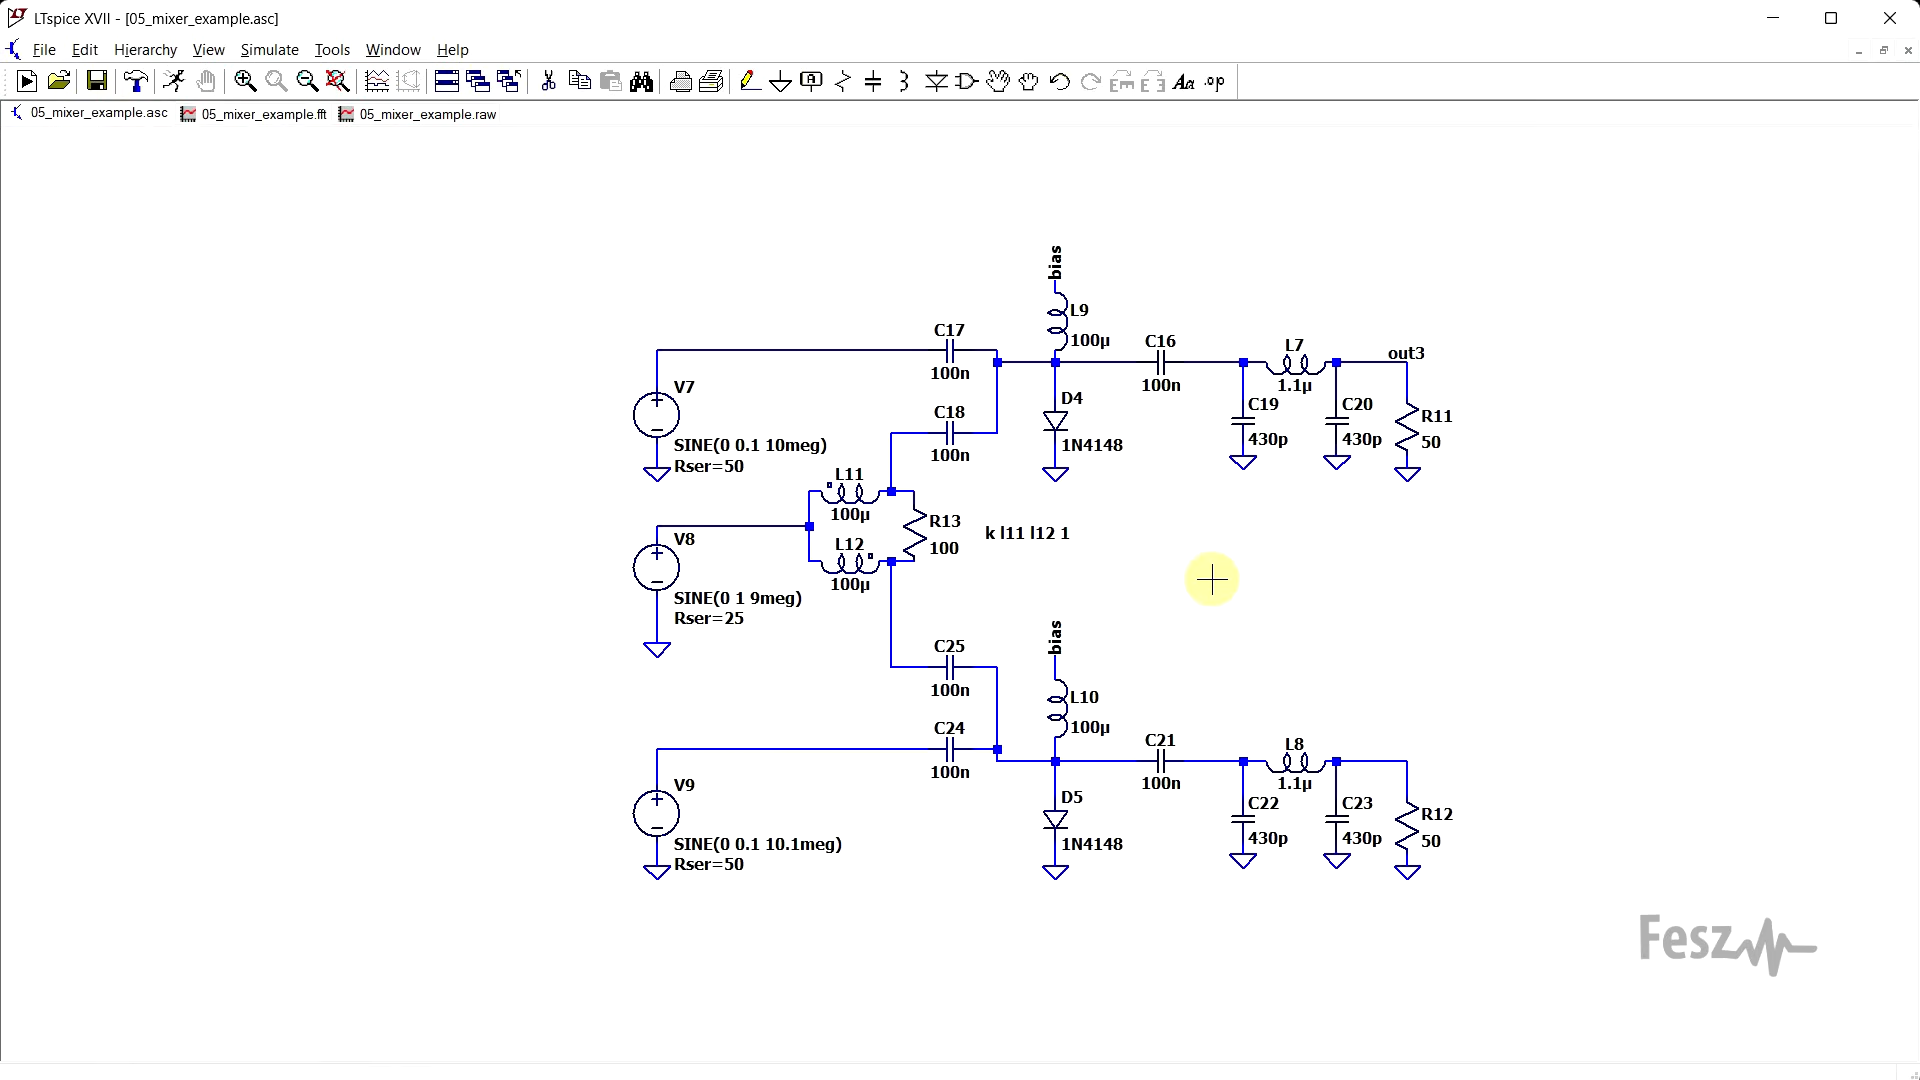 LTspice XVII - [05_mixer_example.asc]
File Edit Hierarchy View Simulate Tools Window Help
05_mixer_example.asc 05_mixer_example.fft 05_mixer_example.raw
bias
L9
100µ
C17
100n
C16
100n
L7
1.1µ
out3
V7
SINE(0 0.1 10meg)
Rser=50
C18
100n
D4
1N4148
C19
430p
C20
430p
R11
50
L11
100µ
R13
100
k l11 l12 1
V8
SINE(0 1 9meg)
Rser=25
L12
100µ
bias
L10
100µ
C25
100n
C24
100n
C21
100n
L8
1.1µ
V9
SINE(0 0.1 10.1meg)
Rser=50
D5
1N4148
C22
430p
C23
430p
R12
50
Fesz